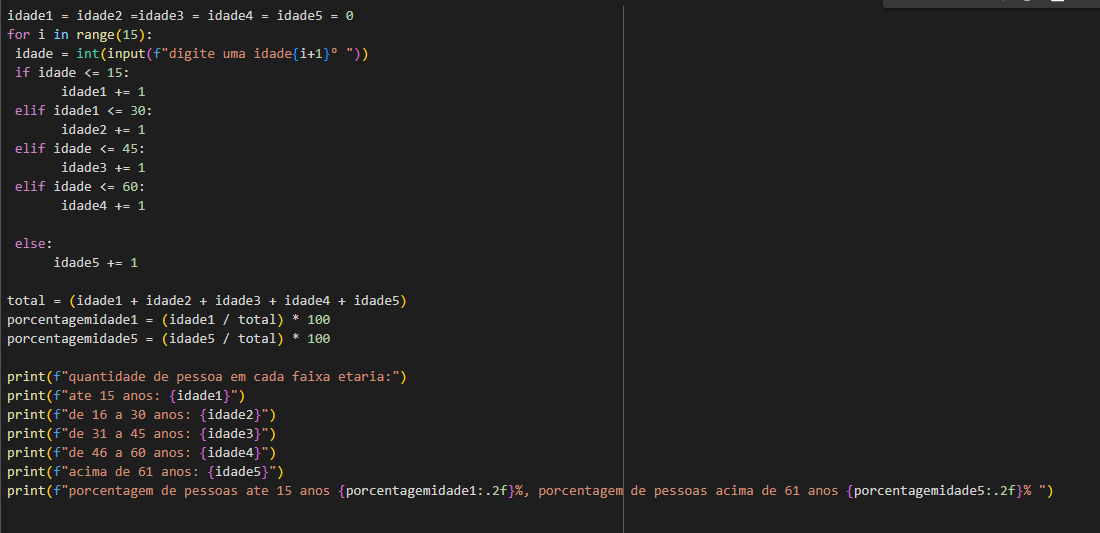 idade1 = idade2 =idade3 = idade4 = idade5 = 0
for i in range(15):
 idade = int(input(f"digite uma idade{i+1}º "))
 if idade <= 15:
       idade1 += 1
 elif idade1 <= 30:
       idade2 += 1
 elif idade <= 45:
       idade3 += 1
 elif idade <= 60:
       idade4 += 1
 else:
      idade5 += 1
total = (idade1 + idade2 + idade3 + idade4 + idade5)
porcentagemidade1 = (idade1 / total) * 100
porcentagemidade5 = (idade5 / total) * 100
print(f"quantidade de pessoa em cada faixa etaria:")
print(f"ate 15 anos: {idade1}")
print(f"de 16 a 30 anos: {idade2}")
print(f"de 31 a 45 anos: {idade3}")
print(f"de 46 a 60 anos: {idade4}")
print(f"acima de 61 anos: {idade5}")
print(f"porcentagem de pessoas ate 15 anos {porcentagemidade1:.2f}%, porcentagem de pessoas acima de 61 anos {porcentagemidade5:.2f}% ")